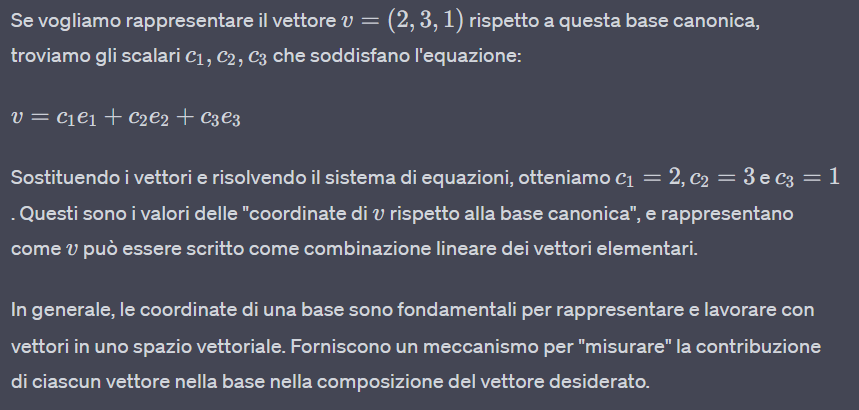 Se vogliamo rappresentare il vettore v = (2, 3, 1) rispetto a questa base canonica,
troviamo gli scalari c₁, c₂, c₃ che soddisfano l'equazione:
v = c₁e₁ + c₂e₂ + c₃e₃
Sostituendo i vettori e risolvendo il sistema di equazioni, otteniamo c₁ = 2, c₂ = 3 e c₃ = 1
. Questi sono i valori delle "coordinate di v rispetto alla base canonica", e rappresentano
come v può essere scritto come combinazione lineare dei vettori elementari.
In generale, le coordinate di una base sono fondamentali per rappresentare e lavorare con
vettori in uno spazio vettoriale. Forniscono un meccanismo per "misurare" la contribuzione
di ciascun vettore nella base nella composizione del vettore desiderato.